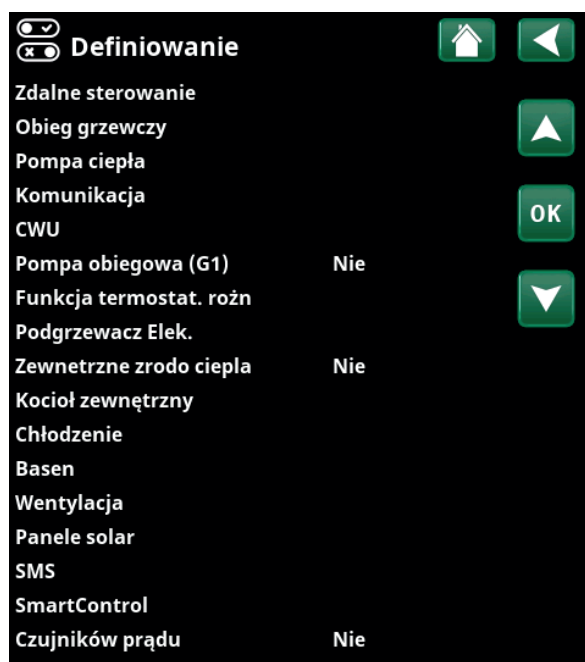 Definiowanie
Zdalne sterowanie
Obieg grzewczy
Pompa ciepła
Komunikacja
OK
CWU
Pompa obiegowa (G1) Nie
Funkcja termostat. rożn
Podgrzewacz Elek.
Zewnetrzne zrodo ciepla Nie
Kocioł zewnętrzny
Chłodzenie
Basen
Wentylacja
Panele solar
SMS
SmartControl
Czujników prądu Nie